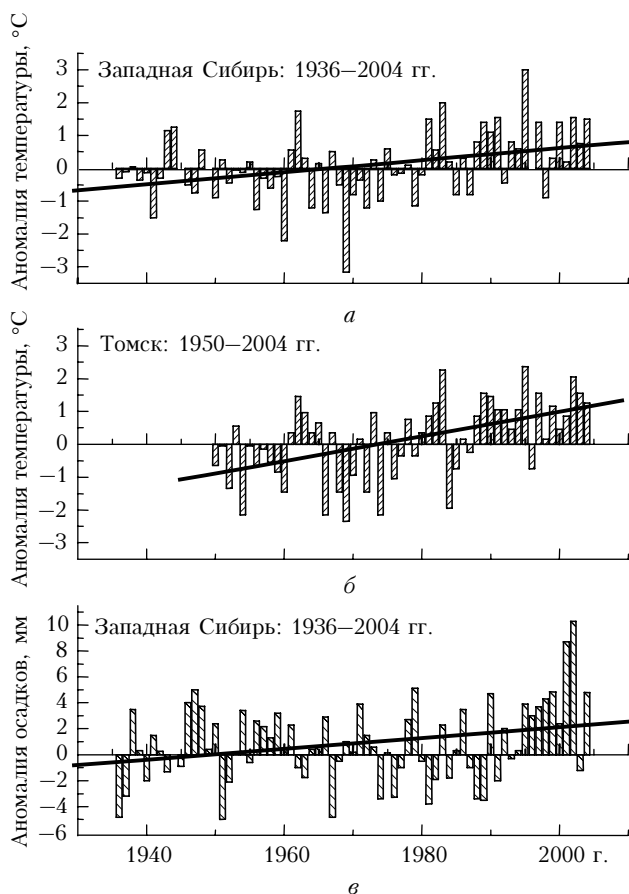 Аномалия температуры, °С
3
2
1
0
−1
−2
−3
Западная Сибирь: 1936−2004 гг.
а
Аномалия температуры, °С
3
2
1
0
−1
−2
−3
Томск: 1950−2004 гг.
б
Аномалия осадков, мм
10
8
6
4
2
0
−2
−4
−6
Западная Сибирь: 1936−2004 гг.
1940 1960 1980 2000 г.
в